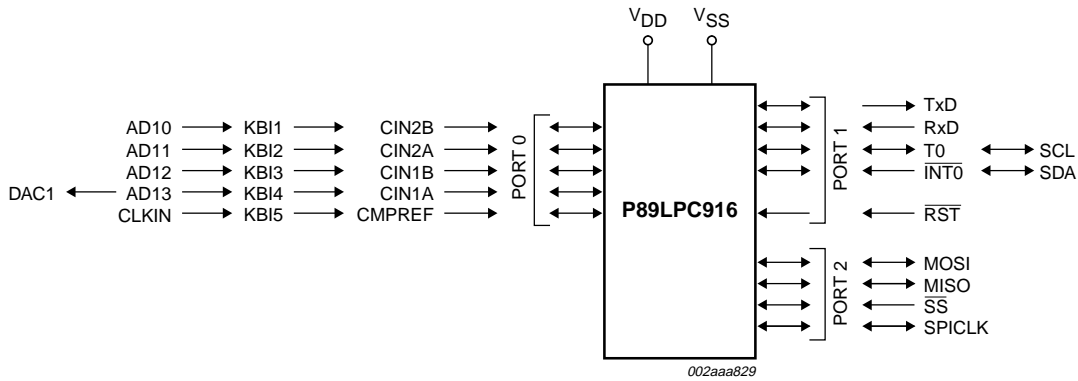 VDD VSS
AD10 KBI1 CIN2B
AD11 KBI2 CIN2A
AD12 KBI3 CIN1B
DAC1 AD13 KBI4 CIN1A
CLKIN KBI5 CMPREF
PORT 0
P89LPC916
PORT 1
TxD
RxD
T0 SCL
INT0 SDA
RST
PORT 2
MOSI
MISO
SS
SPICLK
002aaa829